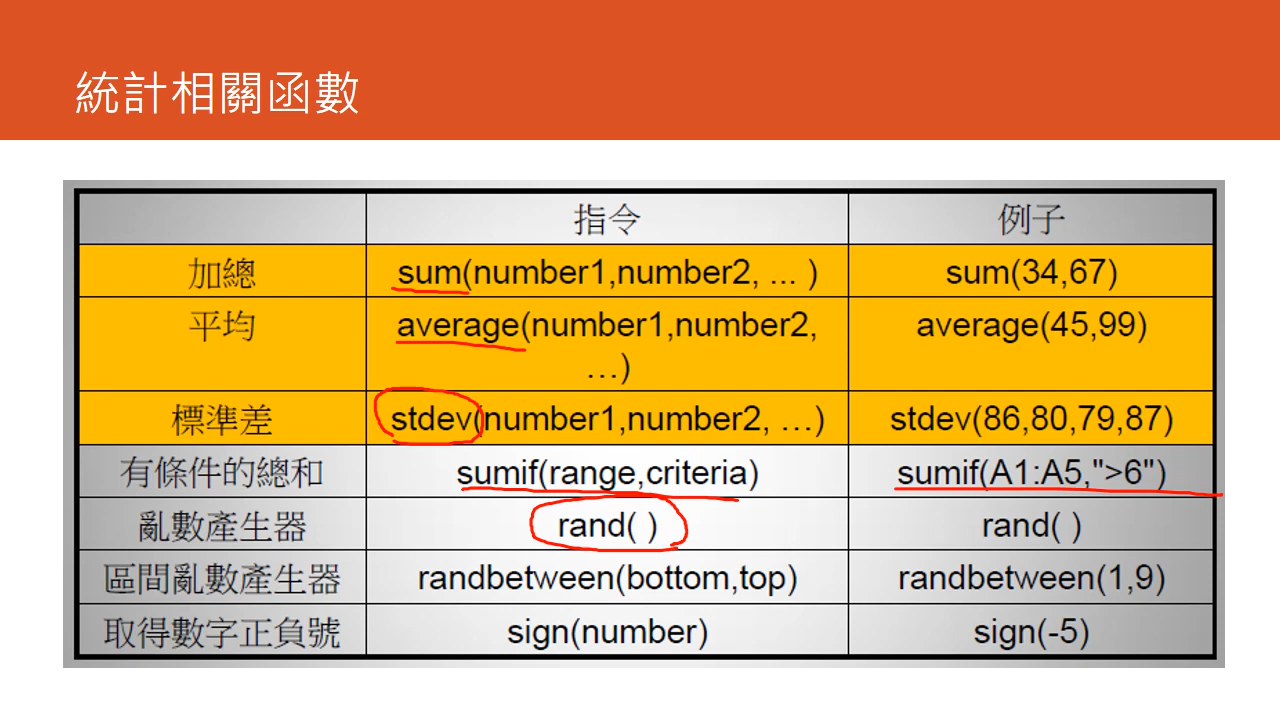 統計相關函數
指令 例子
加總 sum(number1,number2, ... ) sum(34,67)
平均 average(number1,number2, average(45,99)
…)
標準差 stdev(number1,number2, …) stdev(86,80,79,87)
有條件的總和 sumif(range,criteria) sumif(A1:A5,">6")
亂數產生器 rand( ) rand( )
區間亂數產生器 randbetween(bottom,top) randbetween(1,9)
取得數字正負號 sign(number) sign(-5)